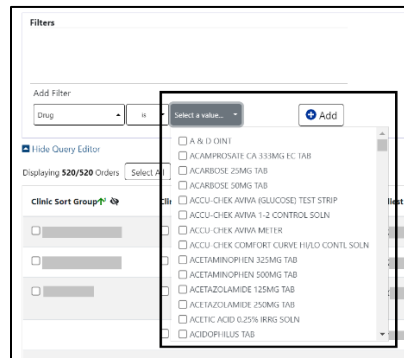 Filters
Add Filter
Drug is Select a value... Add
Hide Query Editor
Displaying 520/520 Orders Select All
Clinic Sort Group
A & D OINT
ACAMPROSATE CA 333MG EC TAB
ACARBOSE 25MG TAB
ACARBOSE 50MG TAB
ACCU-CHEK AVIVA (GLUCOSE) TEST STRIP
ACCU-CHEK AVIVA 1-2 CONTROL SOLN
ACCU-CHEK AVIVA METER
ACCU-CHEK COMFORT CURVE HI/LO CONTL SOLN
ACETAMINOPHEN 325MG TAB
ACETAMINOPHEN 500MG TAB
ACETAZOLAMIDE 125MG TAB
ACETAZOLAMIDE 250MG TAB
ACETIC ACID 0.25% IRRG SOLN
ACIDOPHILUS TAB